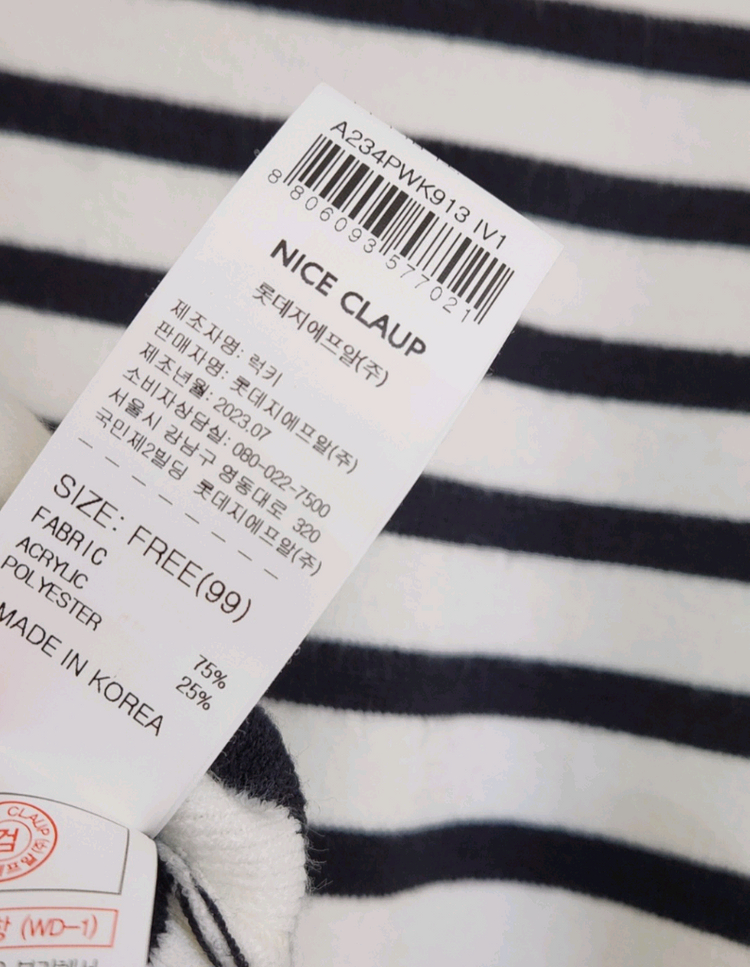 A234PWK913 IV1
8 806093 577021
NICE CLAUP
롯데지에프알(주)
제조자명: 럭키
판매자명: 롯데지에프알(주)
제조년월: 2023.07
소비자상담실: 080-022-7500
서울시 강남구 영동대로 320
국민제2빌딩 롯데지에프알(주)
SIZE: FREE(99)
FABRIC
ACRYLIC 75%
POLYESTER 25%
MADE IN KOREA
CLAUP
(WD-1)